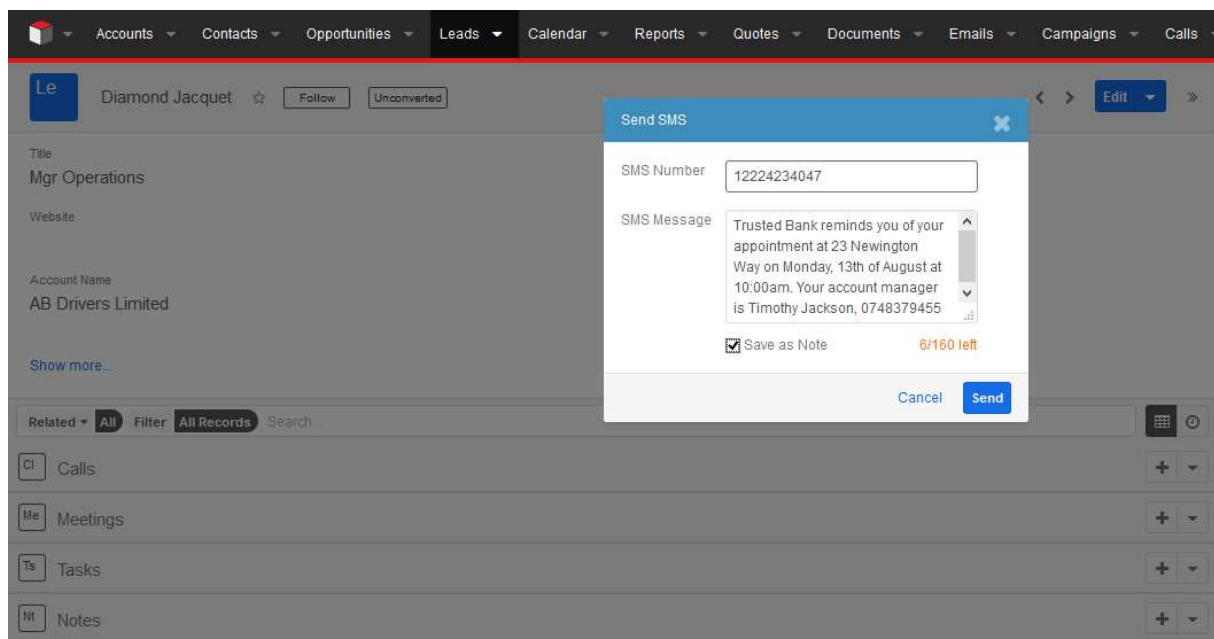 Accounts Contacts Opportunities Leads Calendar Reports Quotes Documents Emails Campaigns Calls
Le
Diamond Jacquet Follow Unconverted
Edit
Title
Mgr Operations
Website
Account Name
AB Drivers Limited
Show more...
Send SMS
SMS Number 12224234047
SMS Message
Trusted Bank reminds you of your
appointment at 23 Newington
Way on Monday, 13th of August at
10:00am. Your account manager
is Timothy Jackson, 0748379455
Save as Note 6/160 left
Cancel Send
Related All Filter All Records Search...
Cl Calls
Me Meetings
Ts Tasks
Nt Notes